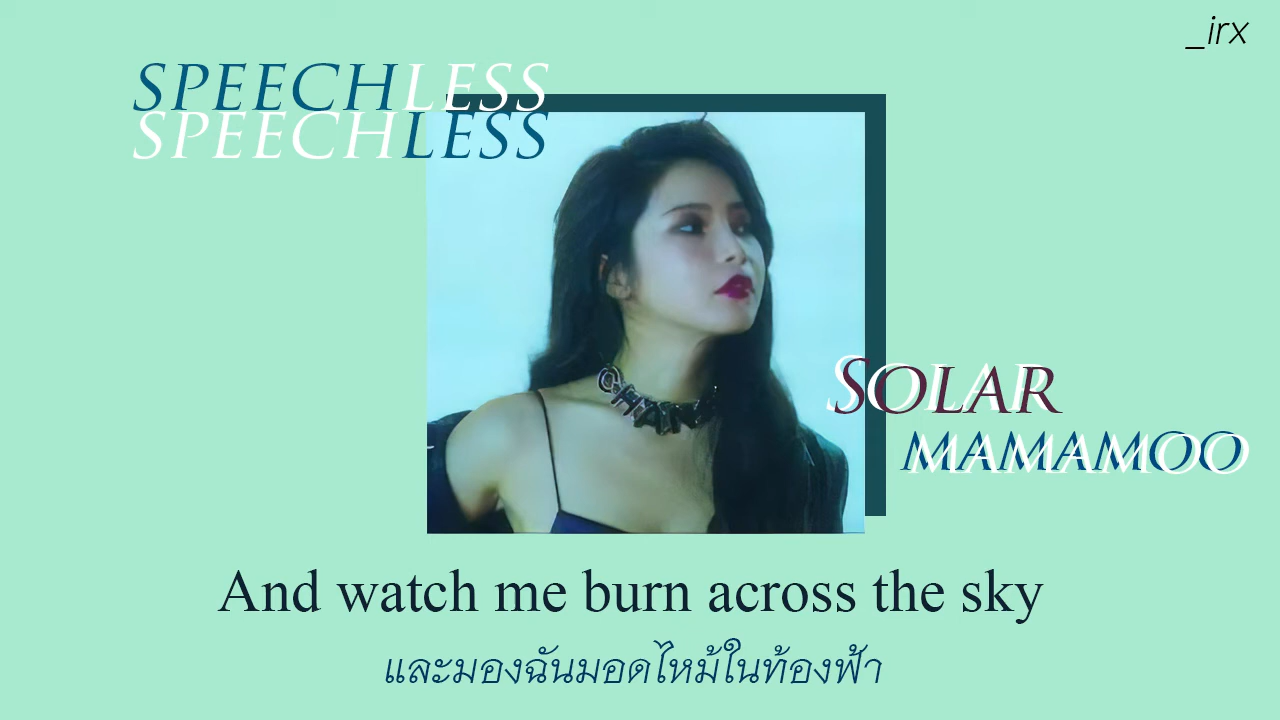 _irx
SPEECHLESS
SPEECHLESS
CHAN
SOLAR
MAMAMOO
And watch me burn across the sky
และมองฉันมอดไหม้ในท้องฟ้า